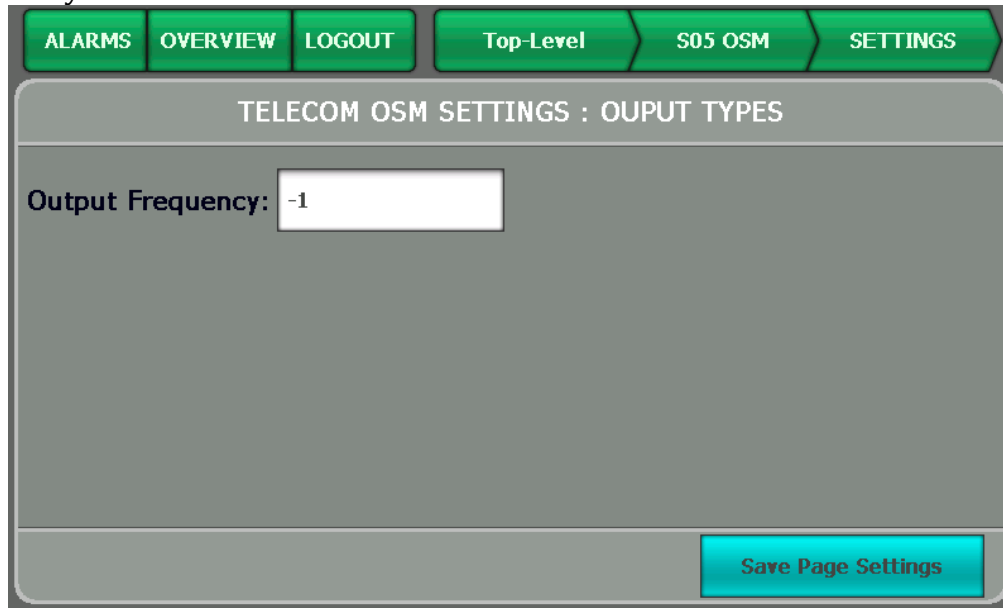 ALARMS OVERVIEW LOGOUT Top-Level S05 OSM SETTINGS
TELECOM OSM SETTINGS : OUPUT TYPES
Output Frequency: -1
Save Page Settings